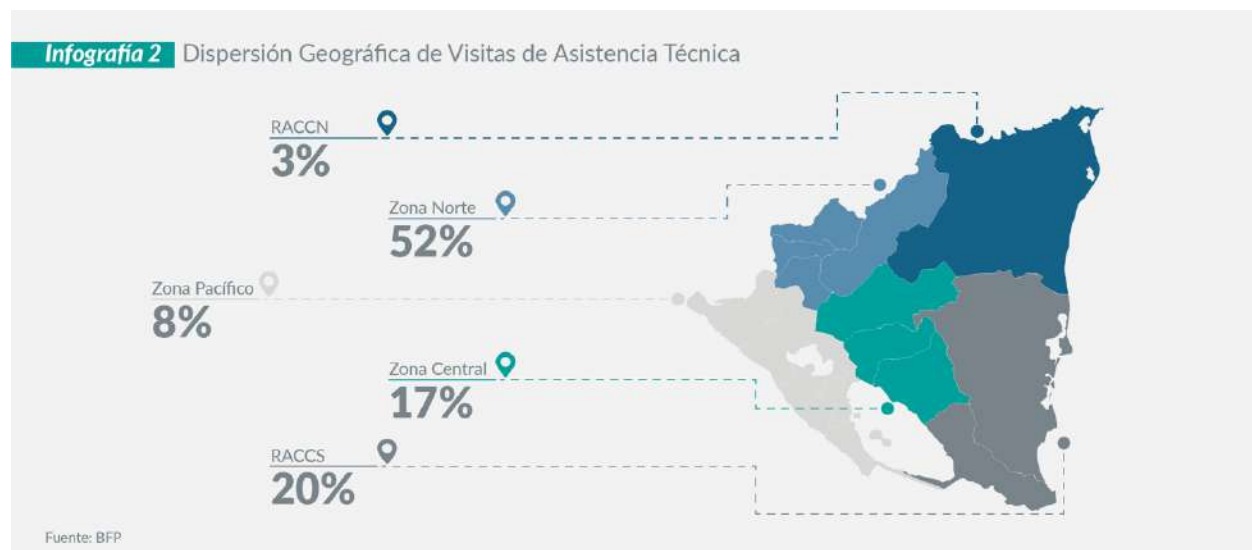 Infografía 2 Dispersión Geográfica de Visitas de Asistencia Técnica
RACCN
3%
Zona Norte
52%
Zona Pacífico
8%
Zona Central
17%
RACCS
20%
Fuente: BFP